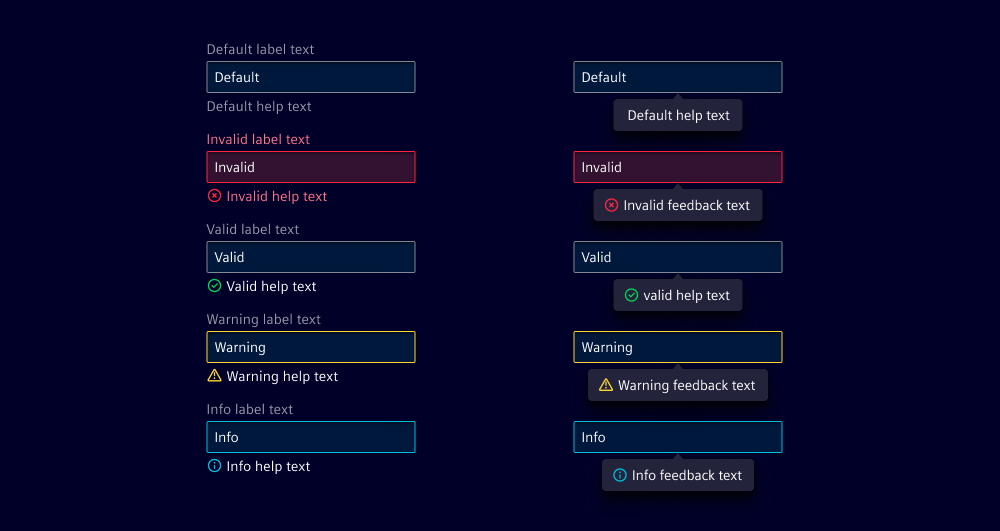 Default label text
Default
Default help text
Invalid label text
Invalid
Invalid help text
Valid label text
Valid
Valid help text
Warning label text
Warning
Warning help text
Info label text
Info
Info help text
Default
Default help text
Invalid
Invalid feedback text
Valid
valid help text
Warning
Warning feedback text
Info
Info feedback text